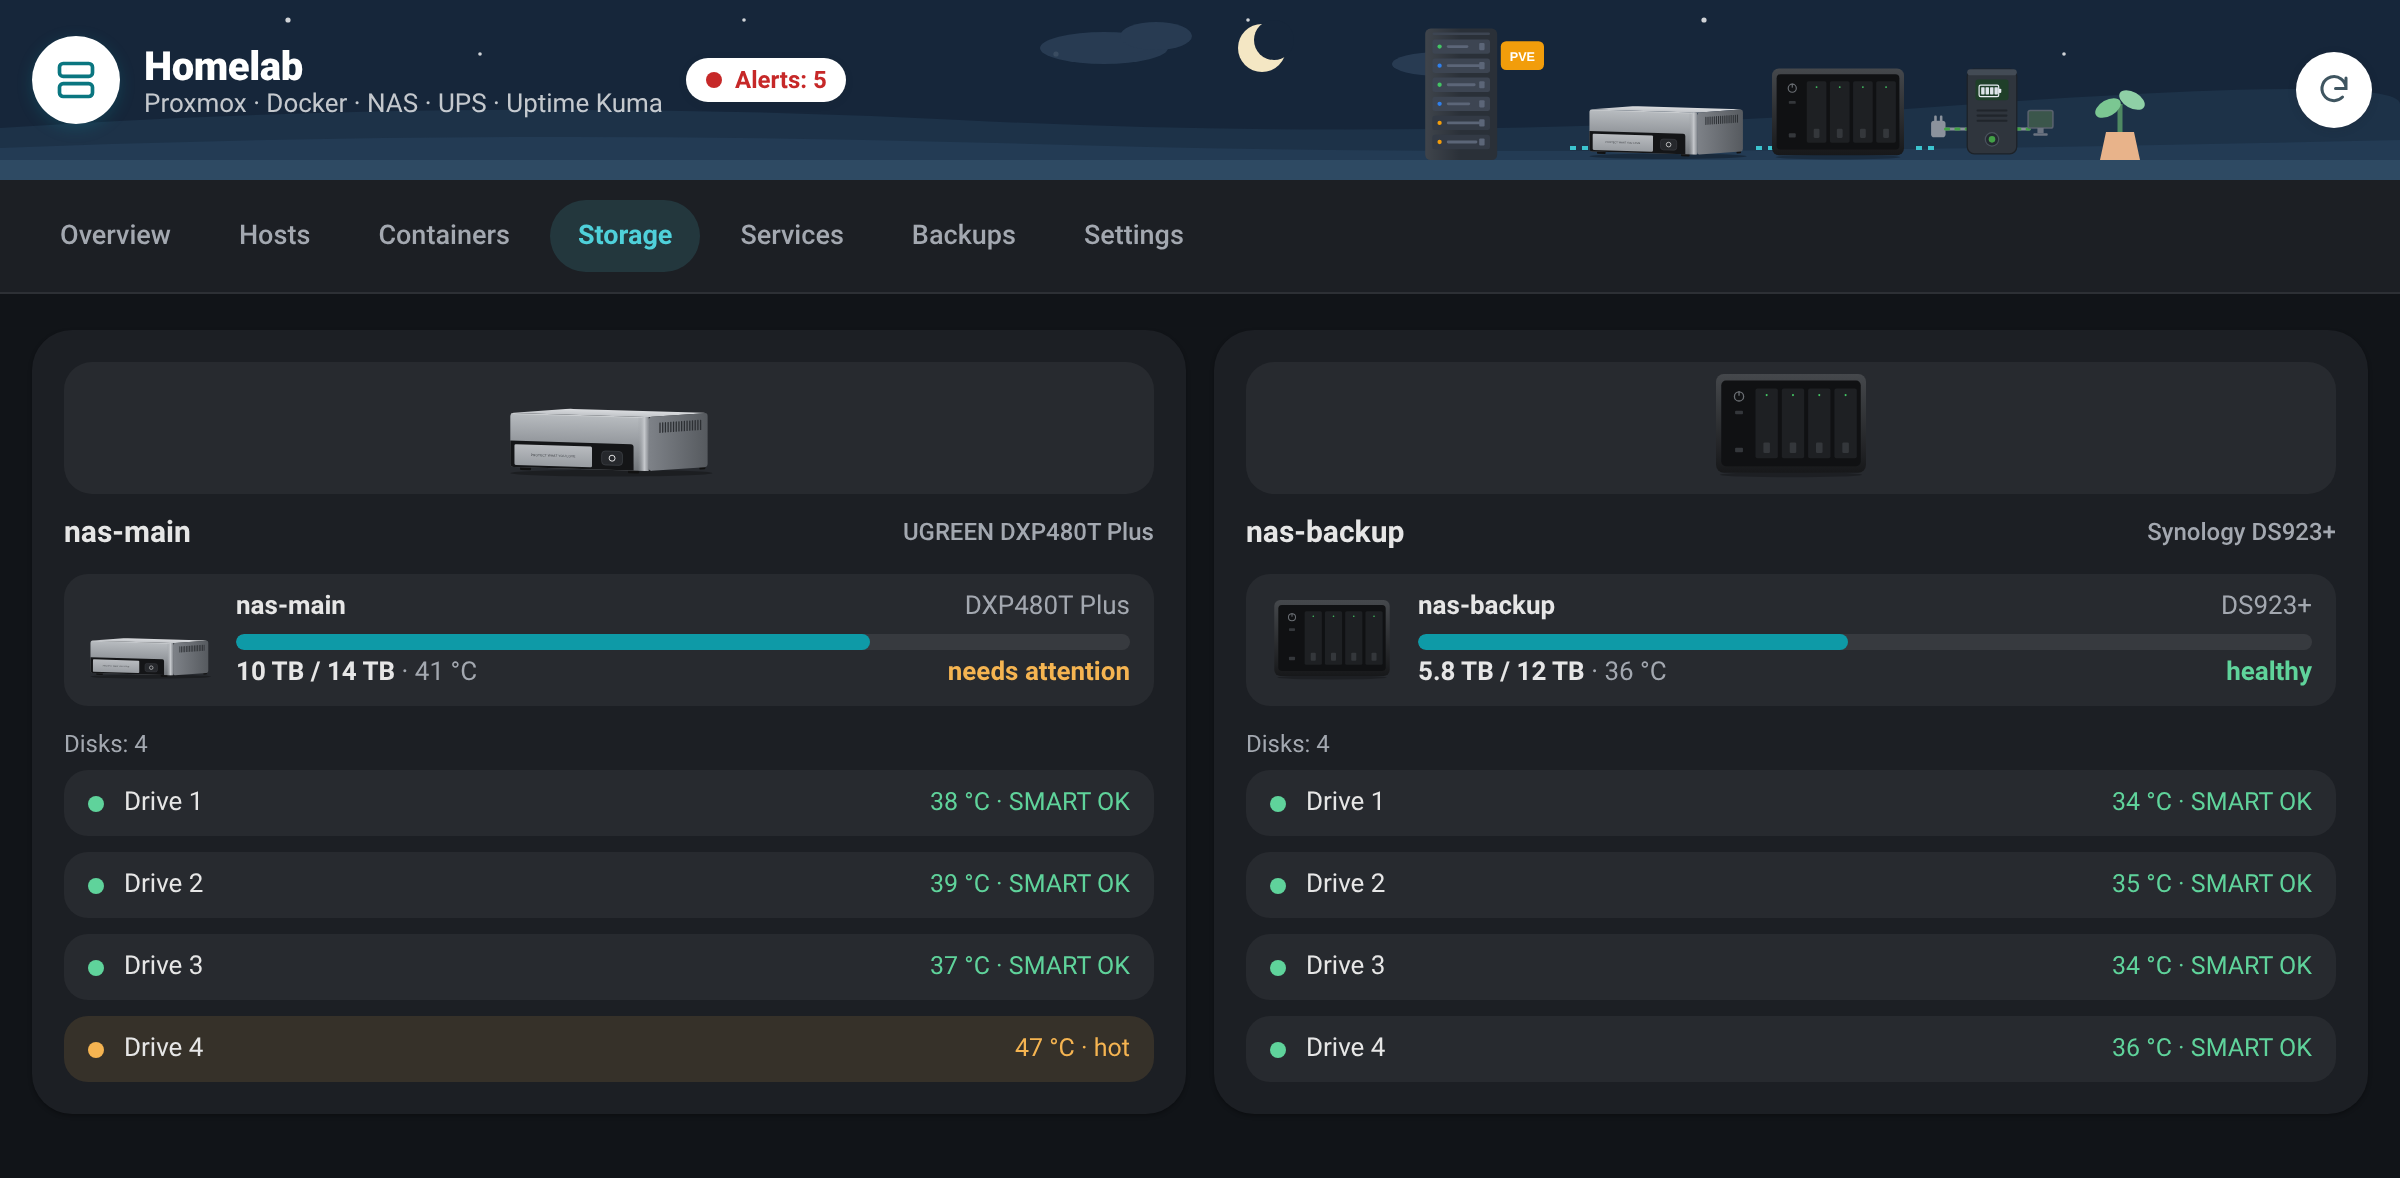 Homelab
Proxmox · Docker · NAS · UPS · Uptime Kuma
Alerts: 5
PVE
Overview
Hosts
Containers
Storage
Services
Backups
Settings
nas-main
UGREEN DXP480T Plus
nas-main
DXP480T Plus
10 TB / 14 TB · 41 °C
needs attention
Disks: 4
Drive 1
38 °C · SMART OK
Drive 2
39 °C · SMART OK
Drive 3
37 °C · SMART OK
Drive 4
47 °C · hot
nas-backup
Synology DS923+
nas-backup
DS923+
5.8 TB / 12 TB · 36 °C
healthy
Disks: 4
Drive 1
34 °C · SMART OK
Drive 2
35 °C · SMART OK
Drive 3
34 °C · SMART OK
Drive 4
36 °C · SMART OK